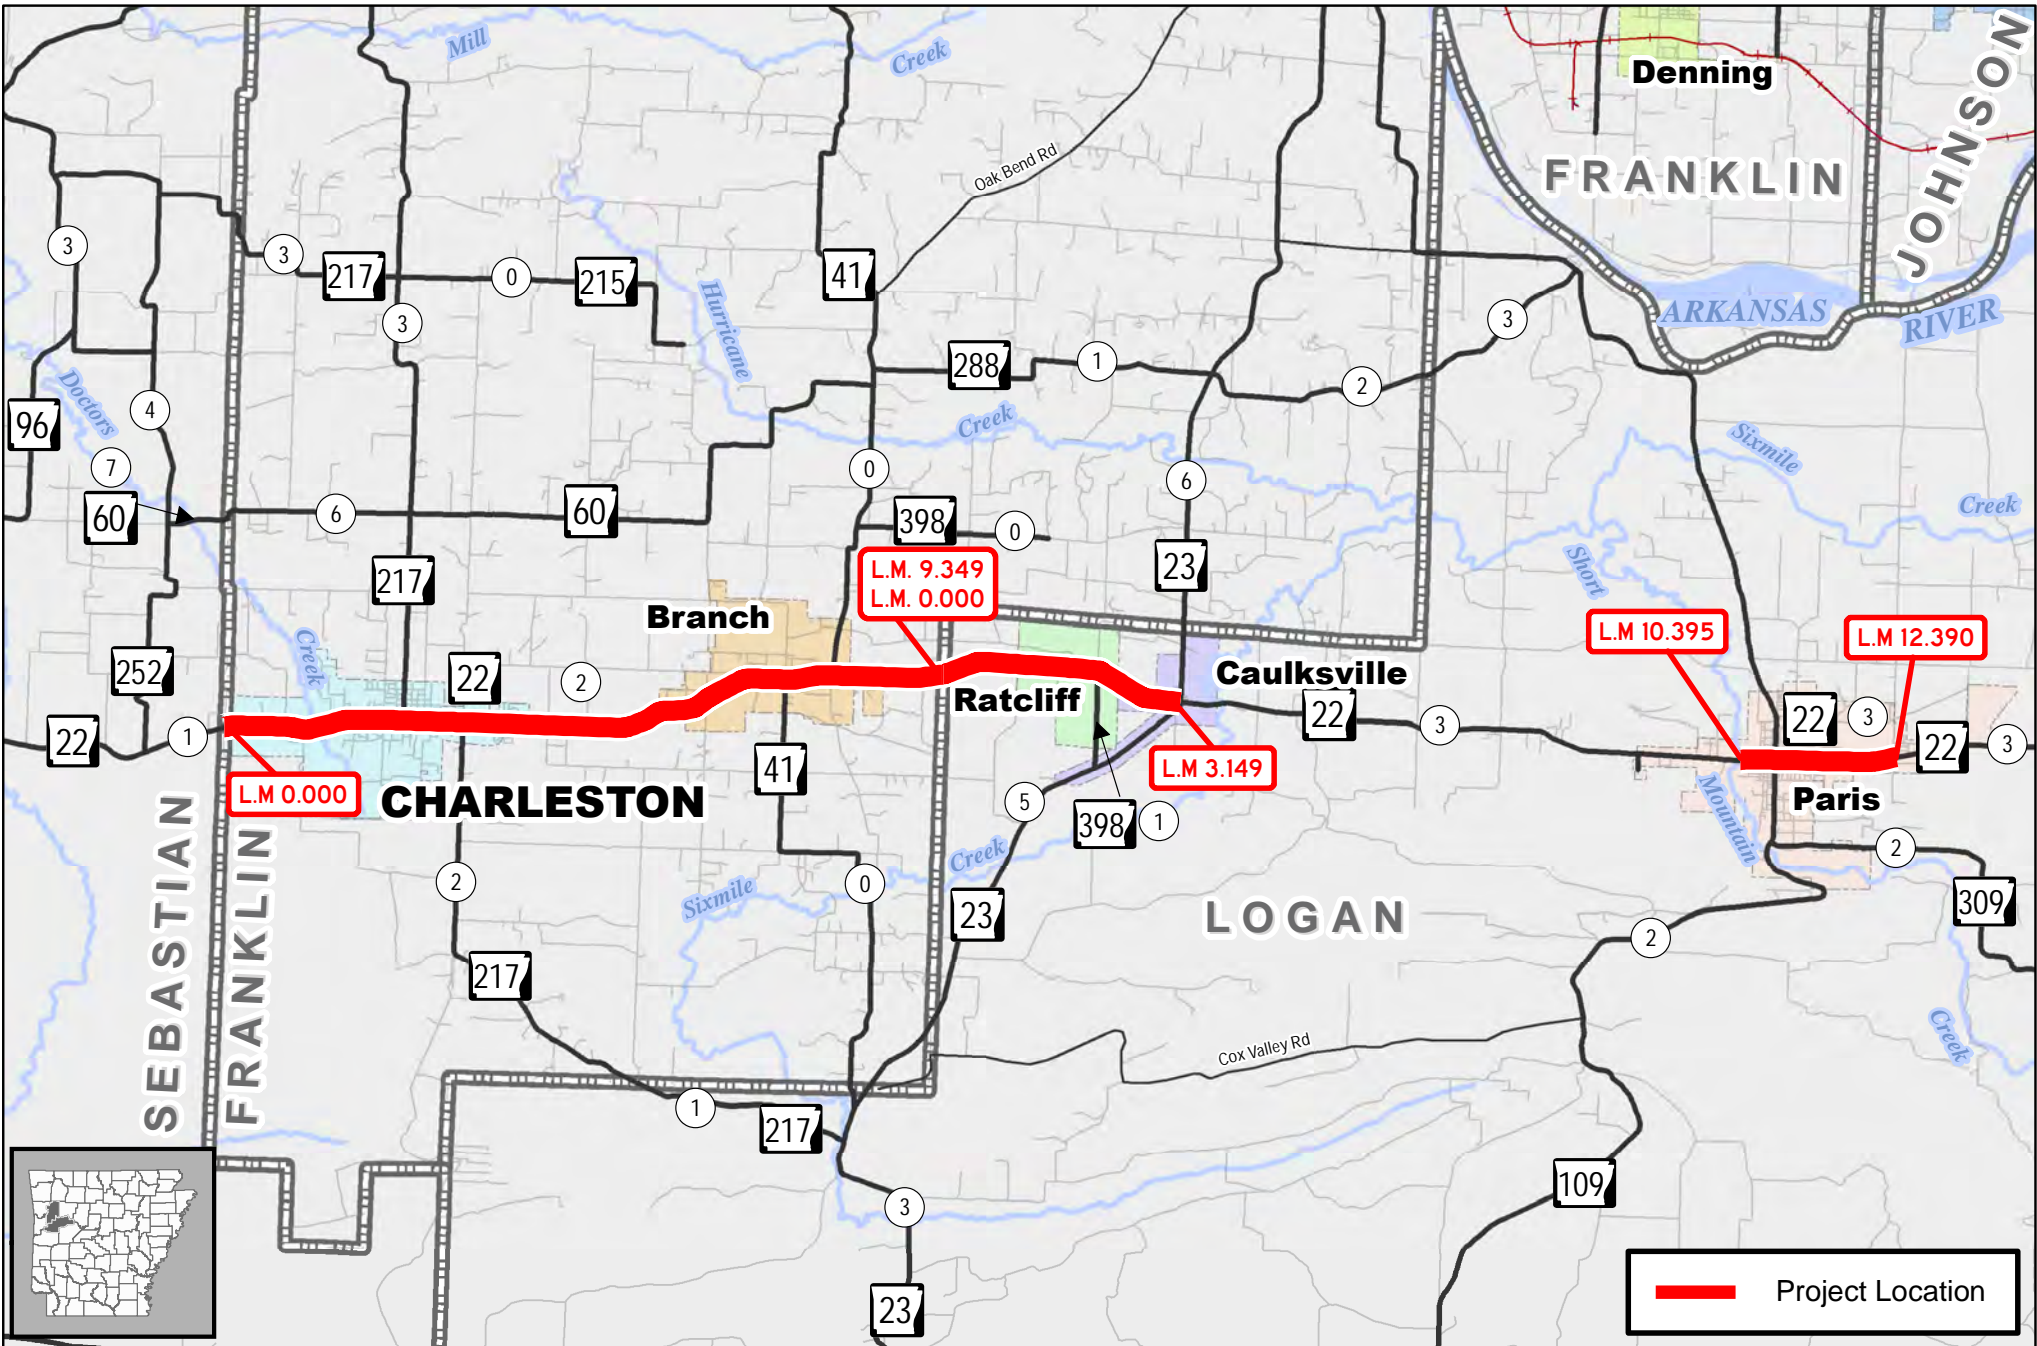 Mill
Creek
Denning
JOHNSON
FRANKLIN
Oak Bend Rd
3
3
217
0
215
41
Hurricane
3
ARKANSAS
RIVER
3
288
1
2
Doctors
96
4
Creek
Sixmile
7
0
6
Creek
60
6
60
398
0
23
Short
217
L.M. 9.349
L.M. 0.000
Branch
L.M 10.395
L.M 12.390
Creek
252
22
2
Caulksville
Ratcliff
22
3
22
3
22
1
22
3
41
L.M 3.149
L.M 0.000
CHARLESTON
Paris
5
398
1
Mountain
2
SEBASTIAN
FRANKLIN
Creek
2
0
Sixmile
23
LOGAN
309
2
217
Cox Valley Rd
Creek
1
217
109
3
23
Project Location